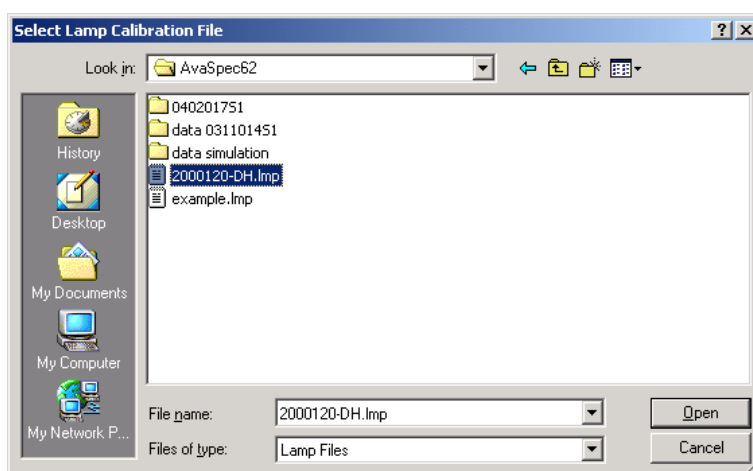 Select Lamp Calibration File
Look in: AvaSpec62
History
Desktop
My Documents
My Computer
My Network P...
040201751
data 031101451
data simulation
2000120-DH.lmp
example.lmp
File name: 2000120-DH.lmp
Open
Files of type: Lamp Files
Cancel